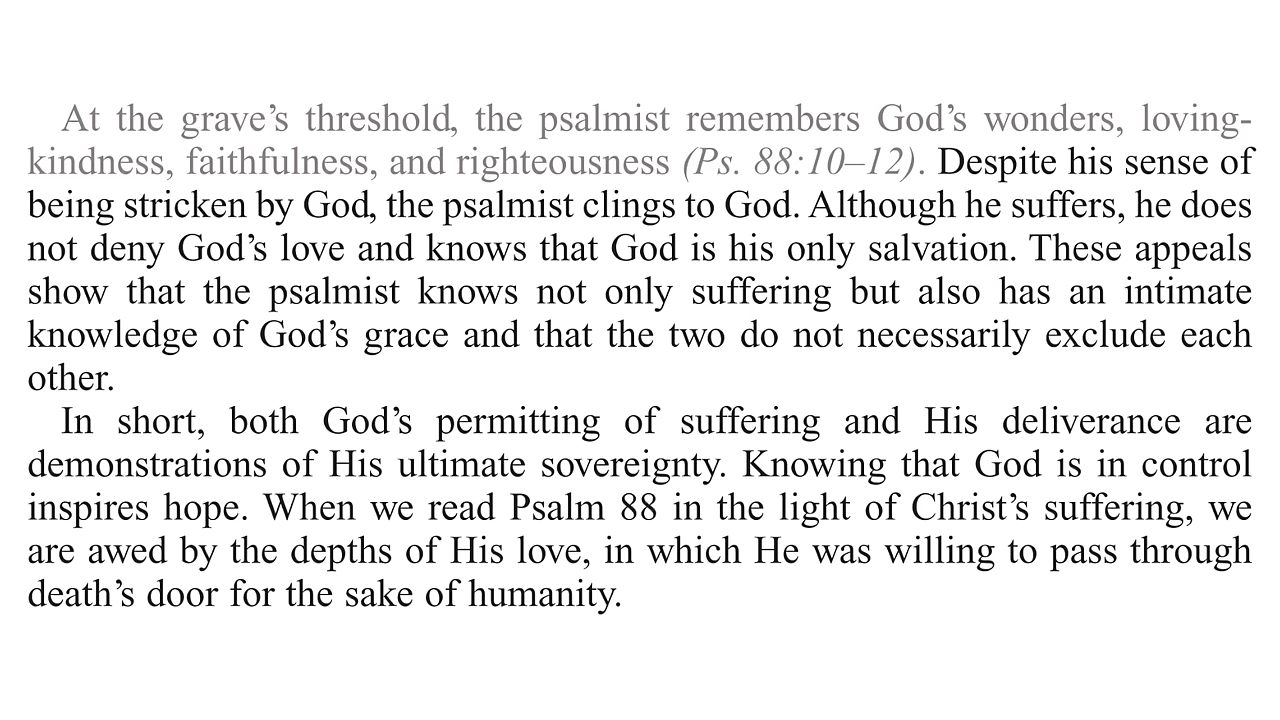 At the grave’s threshold, the psalmist remembers God’s wonders, loving-
kindness, faithfulness, and righteousness (Ps. 88:10–12). Despite his sense of
being stricken by God, the psalmist clings to God. Although he suffers, he does
not deny God’s love and knows that God is his only salvation. These appeals
show that the psalmist knows not only suffering but also has an intimate
knowledge of God’s grace and that the two do not necessarily exclude each
other.
In short, both God’s permitting of suffering and His deliverance are
demonstrations of His ultimate sovereignty. Knowing that God is in control
inspires hope. When we read Psalm 88 in the light of Christ’s suffering, we
are awed by the depths of His love, in which He was willing to pass through
death’s door for the sake of humanity.